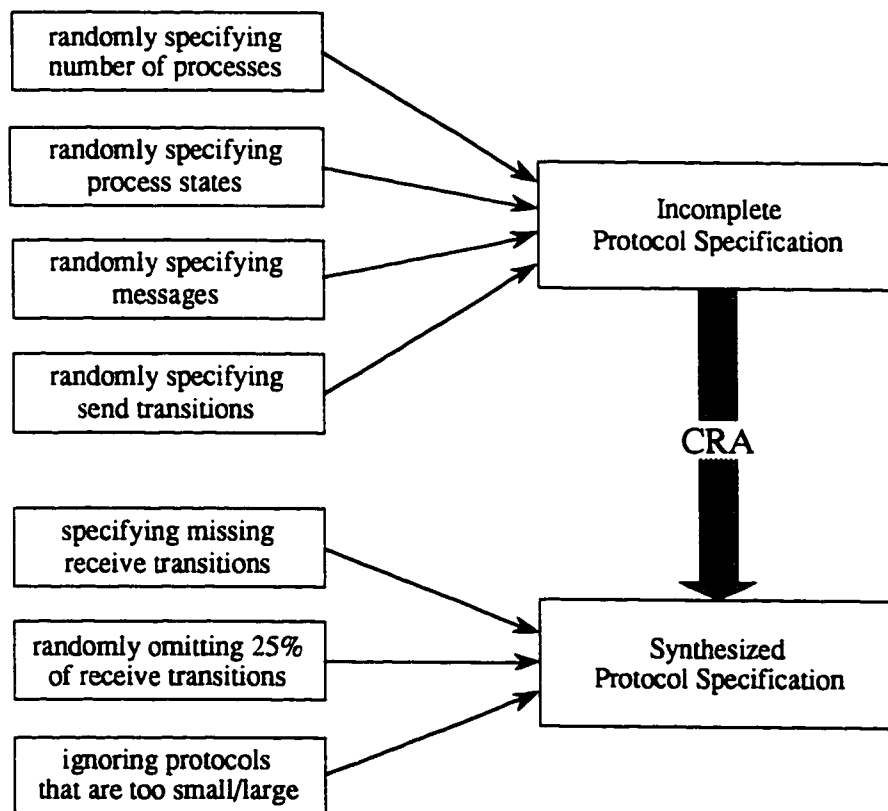 randomly specifying
number of processes
randomly specifying
process states
randomly specifying
messages
randomly specifying
send transitions
Incomplete
Protocol Specification
CRA
specifying missing
receive transitions
randomly omitting 25%
of receive transitions
ignoring protocols
that are too small/large
Synthesized
Protocol Specification